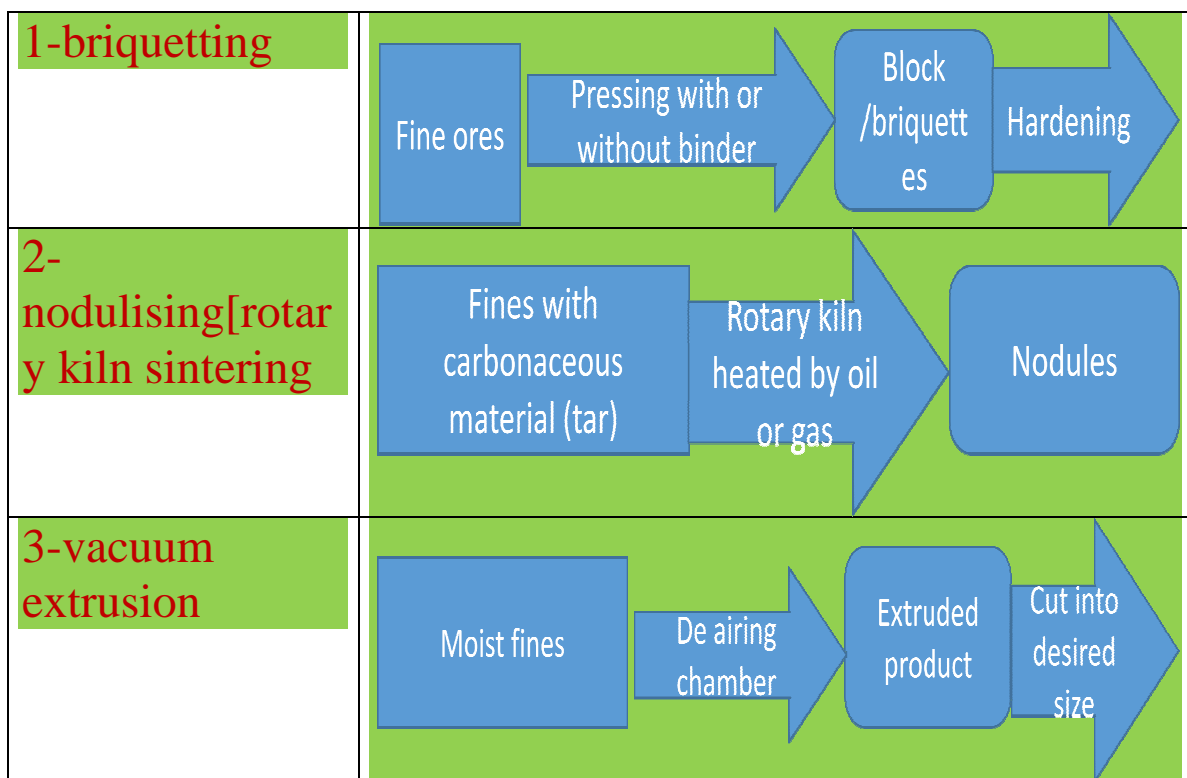 1-briquetting
Fine ores
Pressing with or
without binder
Block
/briquett
es
Hardening
2-
nodulising[rotar
y kiln sintering
Fines with
carbonaceous
material (tar)
Rotary kiln
heated by oil
or gas
Nodules
3-vacuum
extrusion
Moist fines
De airing
chamber
Extruded
product
Cut into
desired
size